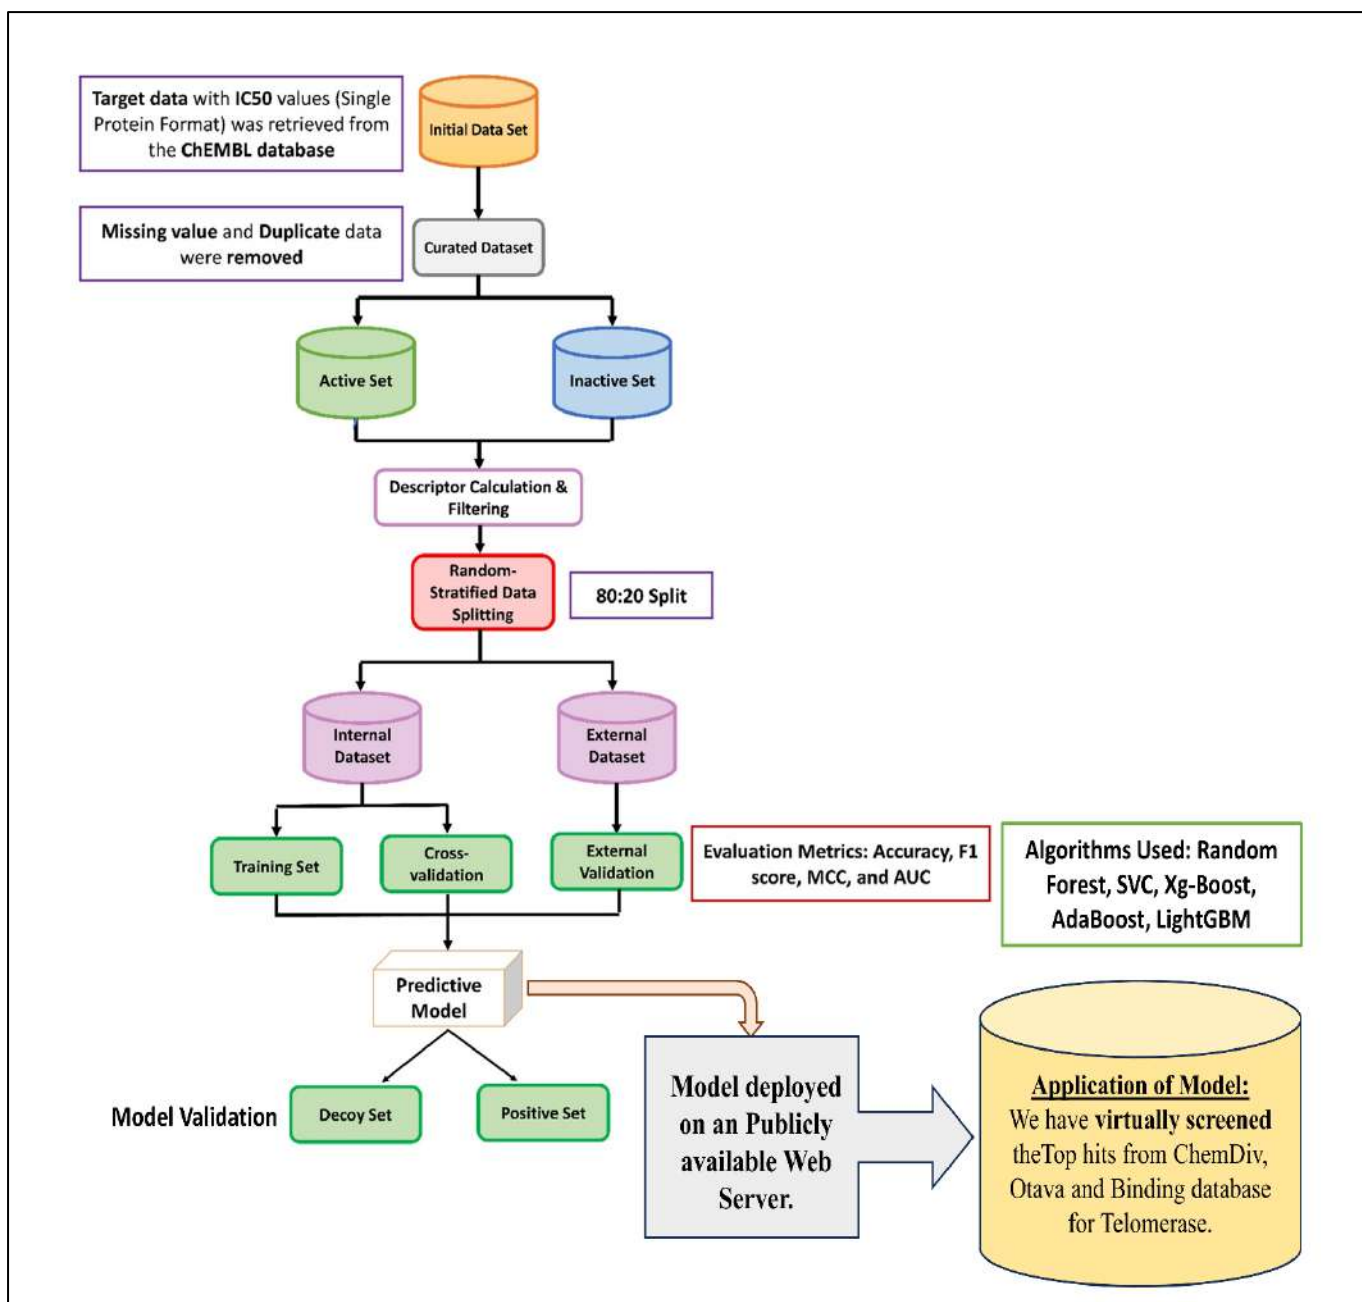 Target data with IC50 values (Single
Protein Format) was retrieved from
the ChEMBL database
Initial Data Set
Missing value and Duplicate data
were removed
Curated Dataset
Active Set
Inactive Set
Descriptor Calculation &
Filtering
Random-
Stratified Data
Splitting
80:20 Split
Internal
Dataset
External
Dataset
Training Set
Cross-
validation
External
Validation
Evaluation Metrics: Accuracy, F1
score, MCC, and AUC
Algorithms Used: Random
Forest, SVC, Xg-Boost,
AdaBoost, LightGBM
Predictive
Model
Model Validation
Decoy Set
Positive Set
Model deployed
on an Publicly
available Web
Server.
Application of Model:
We have virtually screened
theTop hits from ChemDiv,
Otava and Binding database
for Telomerase.